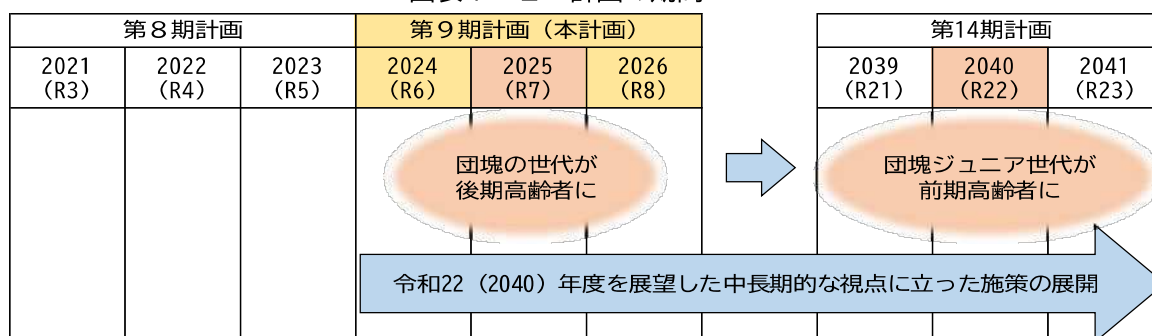 第８期計画
第９期計画（本計画）
第14期計画
2021
（R3）
2022
（R4）
2023
（R5）
2024
（R6）
2025
（R7）
2026
（R8）
2039
（R21）
2040
（R22）
2041
（R23）
団塊の世代が
後期高齢者に
団塊ジュニア世代が
前期高齢者に
令和22（2040）年度を展望した中長期的な視点に立った施策の展開